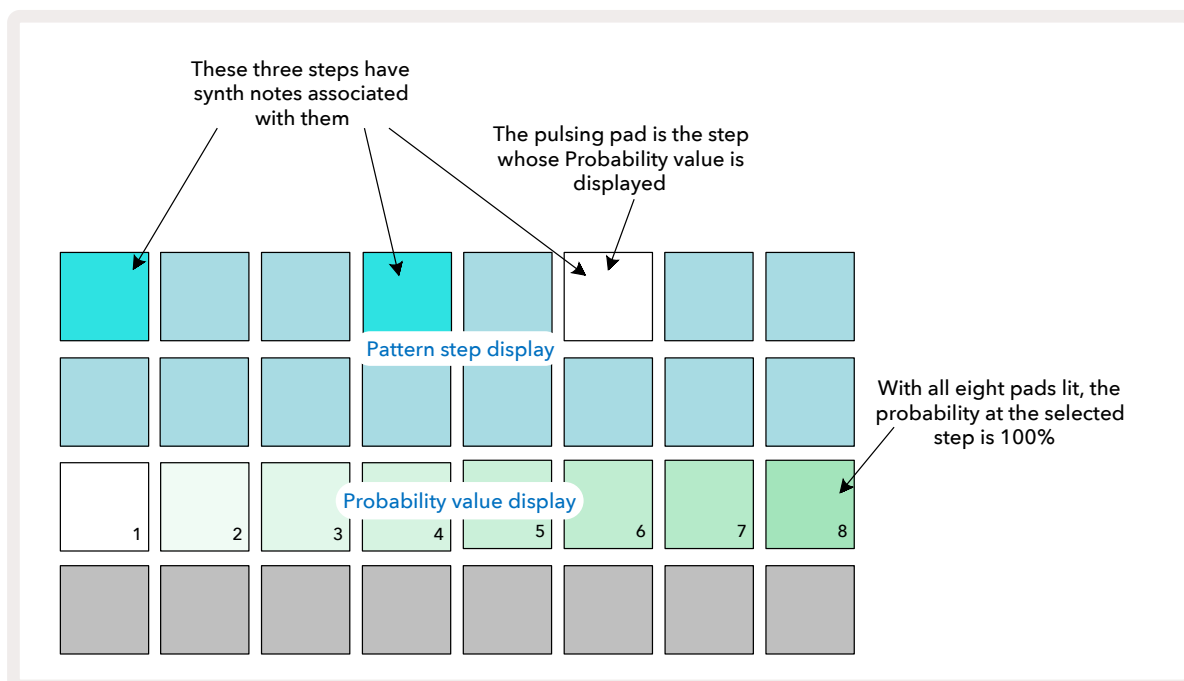 These three steps have
synth notes associated
with them
The pulsing pad is the step
whose Probability value is
displayed
Pattern step display
With all eight pads lit, the
probability at the selected
step is 100%
Probability value display
1 2 3 4 5 6 7 8